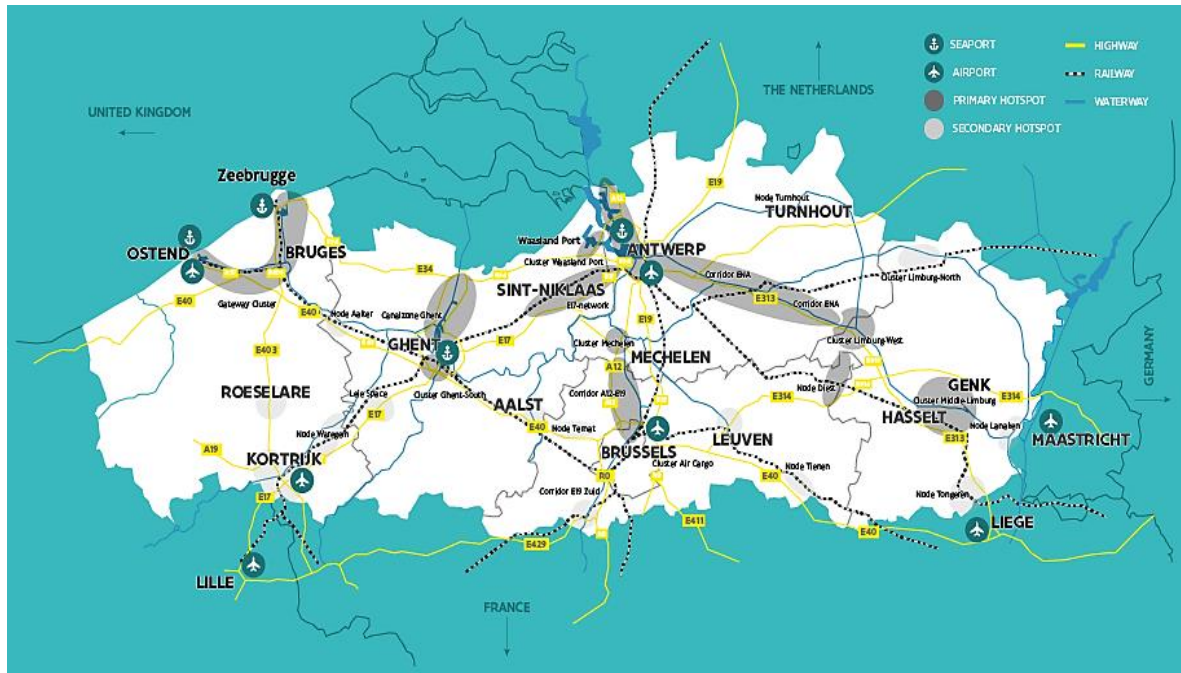 SEAPORT
HIGHWAY
AIRPORT
RAILWAY
PRIMARY HOTSPOT
WATERWAY
SECONDARY HOTSPOT
THE NETHERLANDS
UNITED KINGDOM
GERMANY
FRANCE
Zeebrugge
OSTEND
BRUGES
Gateway Cluster
E40
E40
Node Aalter
E34
Canalzone Ghent
E403
GHENT
E17
ROESELARE
Lele Space
E17
Cluster Ghent-South
AALST
Node Waregem
A19
KORTRIJK
E17
LILLE
Waasland Port
Cluster Waasland Port
ANTWERP
SINT-NIKLAAS
E17-network
E19
Node Turnhout
TURNHOUT
Corridor ENA
E313
Corridor ENA
Cluster Limburg-North
Cluster Limburg-West
E19
Cluster Mechelen
MECHELEN
A12
Corridor A12-E19
E40
Node Ternat
BRUSSELS
R0
Cluster Air Cargo
Corridor E19 Zuid
E429
E411
LEUVEN
E314
Node Diest
E40
Node Tienen
E40
GENK
Cluster Middle-Limburg
E314
HASSELT
Node Lanaken
E313
MAASTRICHT
Node Tongeren
LIEGE